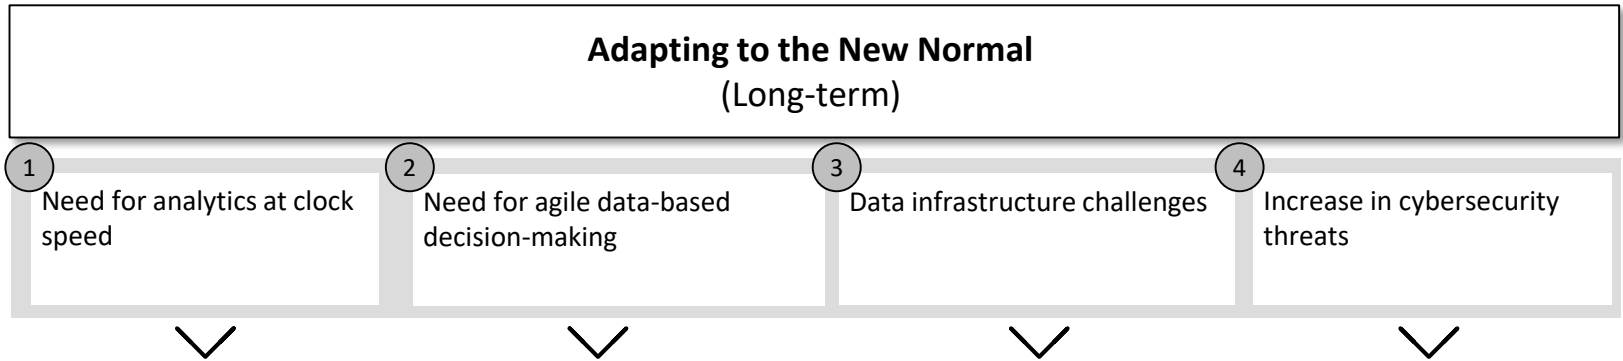 Adapting to the New Normal
(Long-term)
1
Need for analytics at clock
speed
2
Need for agile data-based
decision-making
3
Data infrastructure challenges
4
Increase in cybersecurity
threats